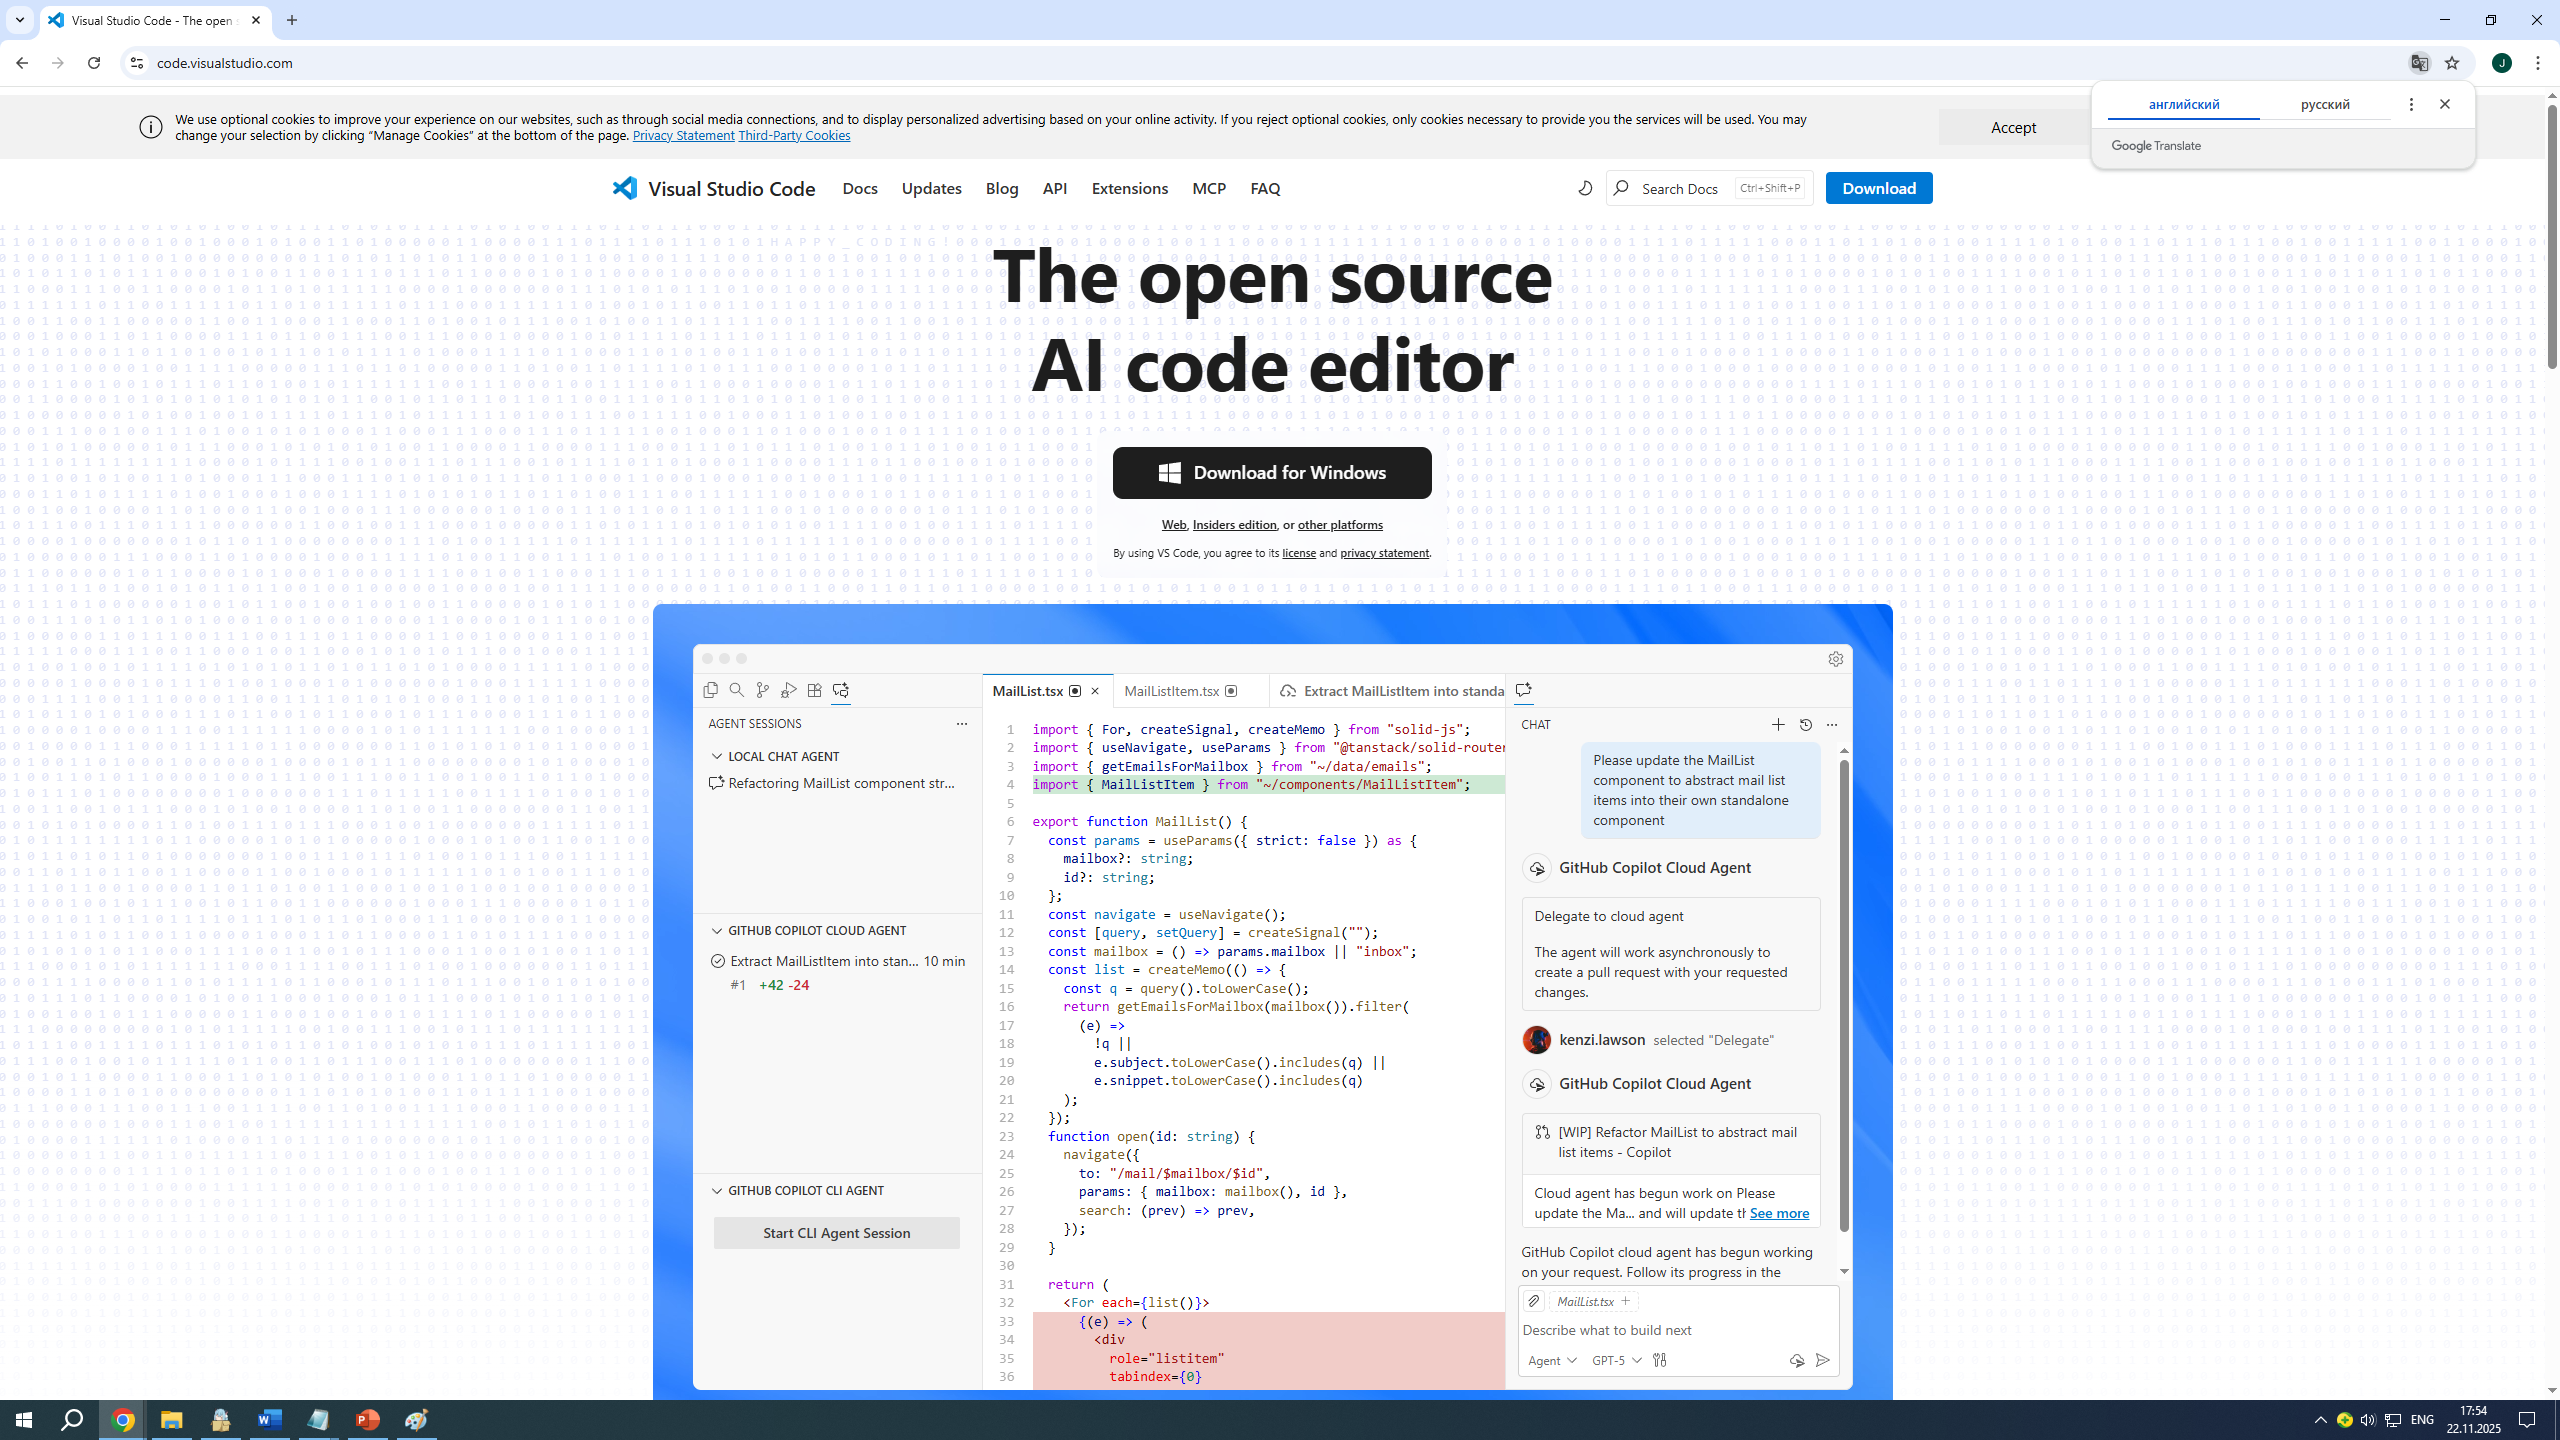 Visual Studio Code - The open s
code.visualstudio.com
английский русский
Google Translate
We use optional cookies to improve your experience on our websites, such as through social media connections, and to display personalized advertising based on your online activity. If you reject optional cookies, only cookies necessary to provide you the services will be used. You may
change your selection by clicking “Manage Cookies” at the bottom of the page. Privacy Statement Third-Party Cookies
Accept
Visual Studio Code Docs Updates Blog API Extensions MCP FAQ
Search Docs Ctrl+Shift+P
Download
HAPPY_CODING!
The open source
AI code editor
Download for Windows
Web, Insiders edition, or other platforms
By using VS Code, you agree to its license and privacy statement.
AGENT SESSIONS
LOCAL CHAT AGENT
Refactoring MailList component str...
GITHUB COPILOT CLOUD AGENT
Extract MailListItem into stan... 10 min
#1 +42 -24
GITHUB COPILOT CLI AGENT
Start CLI Agent Session
MailList.tsx
MailListItem.tsx
Extract MailListItem into standa
1 import { For, createSignal, createMemo } from "solid-js";
2 import { useNavigate, useParams } from "@tanstack/solid-router
3 import { getEmailsForMailbox } from "~/data/emails";
4 import { MailListItem } from "~/components/MailListItem";
5
6 export function MailList() {
7 const params = useParams({ strict: false }) as {
8 mailbox?: string;
9 id?: string;
10 };
11 const navigate = useNavigate();
12 const [query, setQuery] = createSignal("");
13 const mailbox = () => params.mailbox || "inbox";
14 const list = createMemo(() => {
15 const q = query().toLowerCase();
16 return getEmailsForMailbox(mailbox()).filter(
17 (e) =>
18 !q ||
19 e.subject.toLowerCase().includes(q) ||
20 e.snippet.toLowerCase().includes(q)
21 );
22 });
23 function open(id: string) {
24 navigate({
25 to: "/mail/$mailbox/$id",
26 params: { mailbox: mailbox(), id },
27 search: (prev) => prev,
28 });
29 }
30
31 return (
32 <For each={list()}>
33 {(e) => (
34 <div
35 role="listitem"
36 tabindex={0}
CHAT
Please update the MailList
component to abstract mail list
items into their own standalone
component
GitHub Copilot Cloud Agent
Delegate to cloud agent
The agent will work asynchronously to
create a pull request with your requested
changes.
kenzi.lawson selected "Delegate"
GitHub Copilot Cloud Agent
[WIP] Refactor MailList to abstract mail
list items - Copilot
Cloud agent has begun work on Please
update the Ma... and will update th See more
GitHub Copilot cloud agent has begun working
on your request. Follow its progress in the
MailList.tsx
Describe what to build next
Agent GPT-5
ENG
17:54
22.11.2025